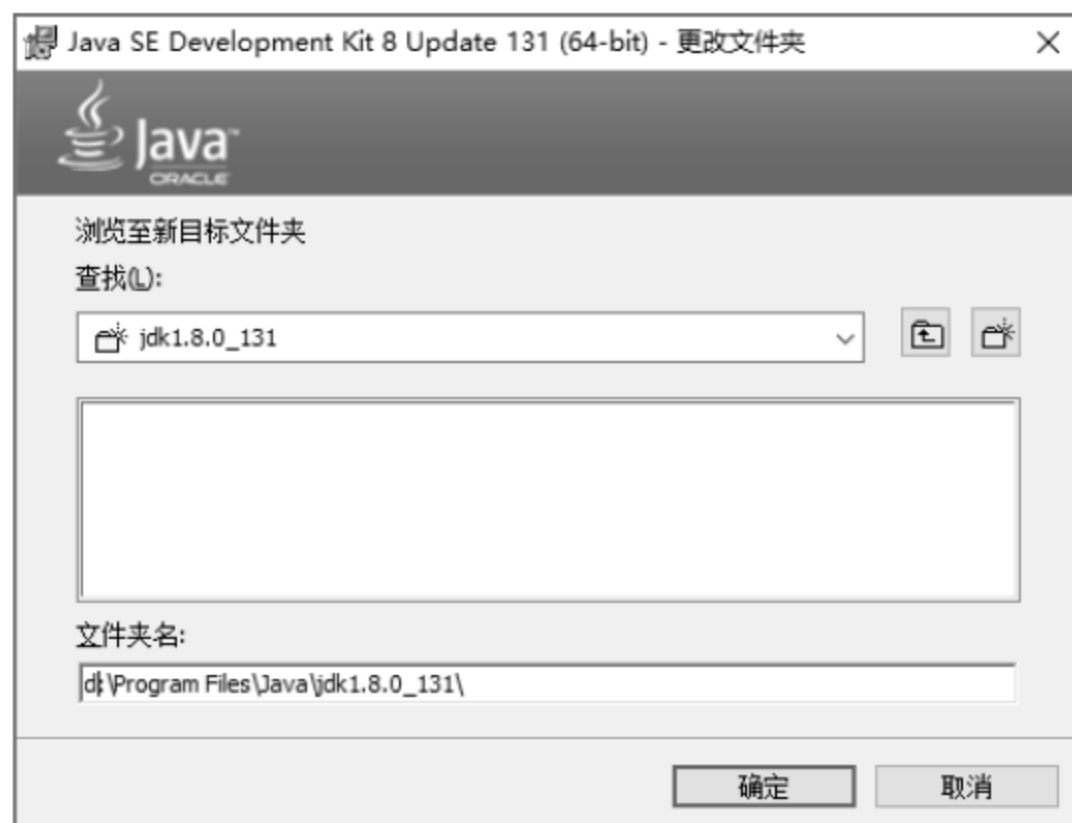 Java SE Development Kit 8 Update 131 (64-bit) - 更改文件夹
Java™
ORACLE
浏览至新目标文件夹
查找(L):
jdk1.8.0_131
文件夹名:
d:\Program Files\Java\jdk1.8.0_131\
确定
取消